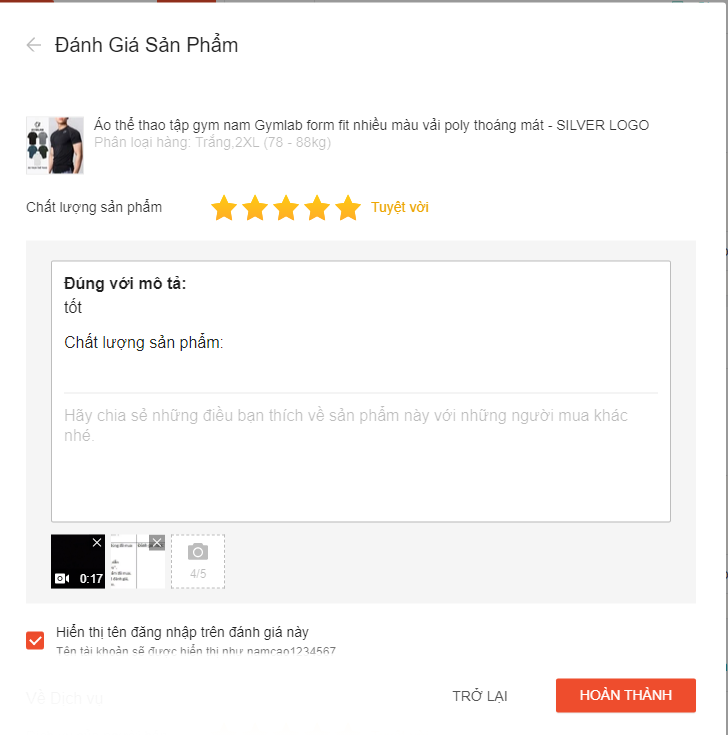 Đánh Giá Sản Phẩm
Áo thể thao tập gym nam Gymlab form fit nhiều màu vải poly thoáng mát - SILVER LOGO
Phân loại hàng: Trắng,2XL (78 - 88kg)
Chất lượng sản phẩm
Tuyệt vời
Đúng với mô tả:
tốt
Chất lượng sản phẩm:
Hãy chia sẻ những điều bạn thích về sản phẩm này với những người mua khác
nhé.
0:17
4/5
Hiển thị tên đăng nhập trên đánh giá này
Tên tài khoản sẽ được hiển thị như namcao1234567
Về Dịch vụ
TRỞ LẠI
HOÀN THÀNH